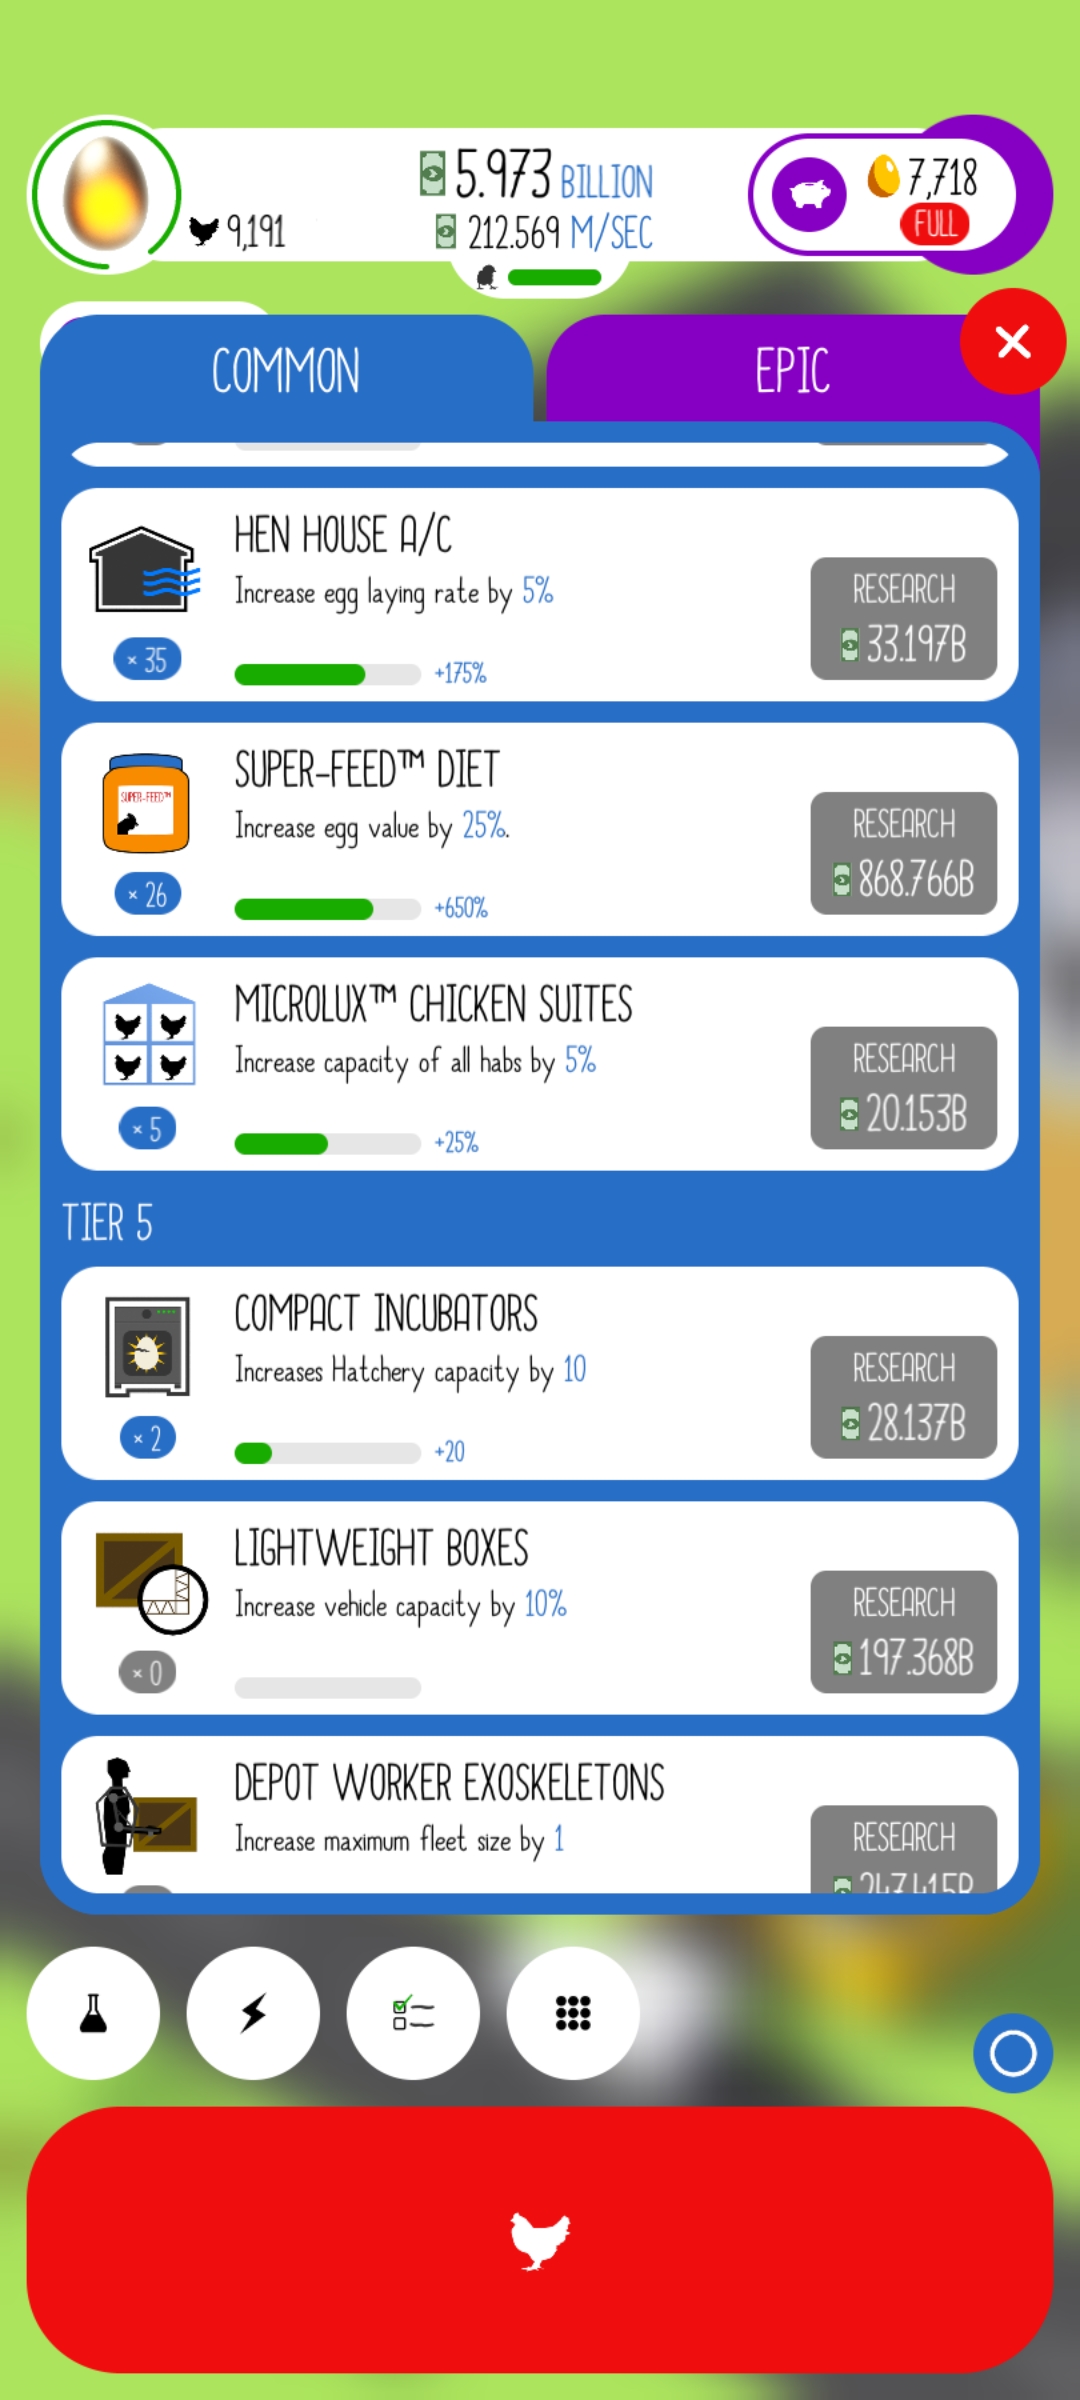 5.973 BILLION
7,718
9,191
212.569 M/SEC
FULL
COMMON
EPIC
HEN HOUSE A/C
Increase egg laying rate by 5%
RESEARCH
33.197B
× 35
+175%
SUPER-FEED™ DIET
SUPER-FEED™
Increase egg value by 25%.
RESEARCH
868.766B
× 26
+650%
MICROLUX™ CHICKEN SUITES
Increase capacity of all habs by 5%
RESEARCH
20.153B
× 5
+25%
TIER 5
COMPACT INCUBATORS
Increases Hatchery capacity by 10
RESEARCH
28.137B
× 2
+20
LIGHTWEIGHT BOXES
Increase vehicle capacity by 10%
RESEARCH
197.368B
× 0
DEPOT WORKER EXOSKELETONS
Increase maximum fleet size by 1
RESEARCH
247.415B